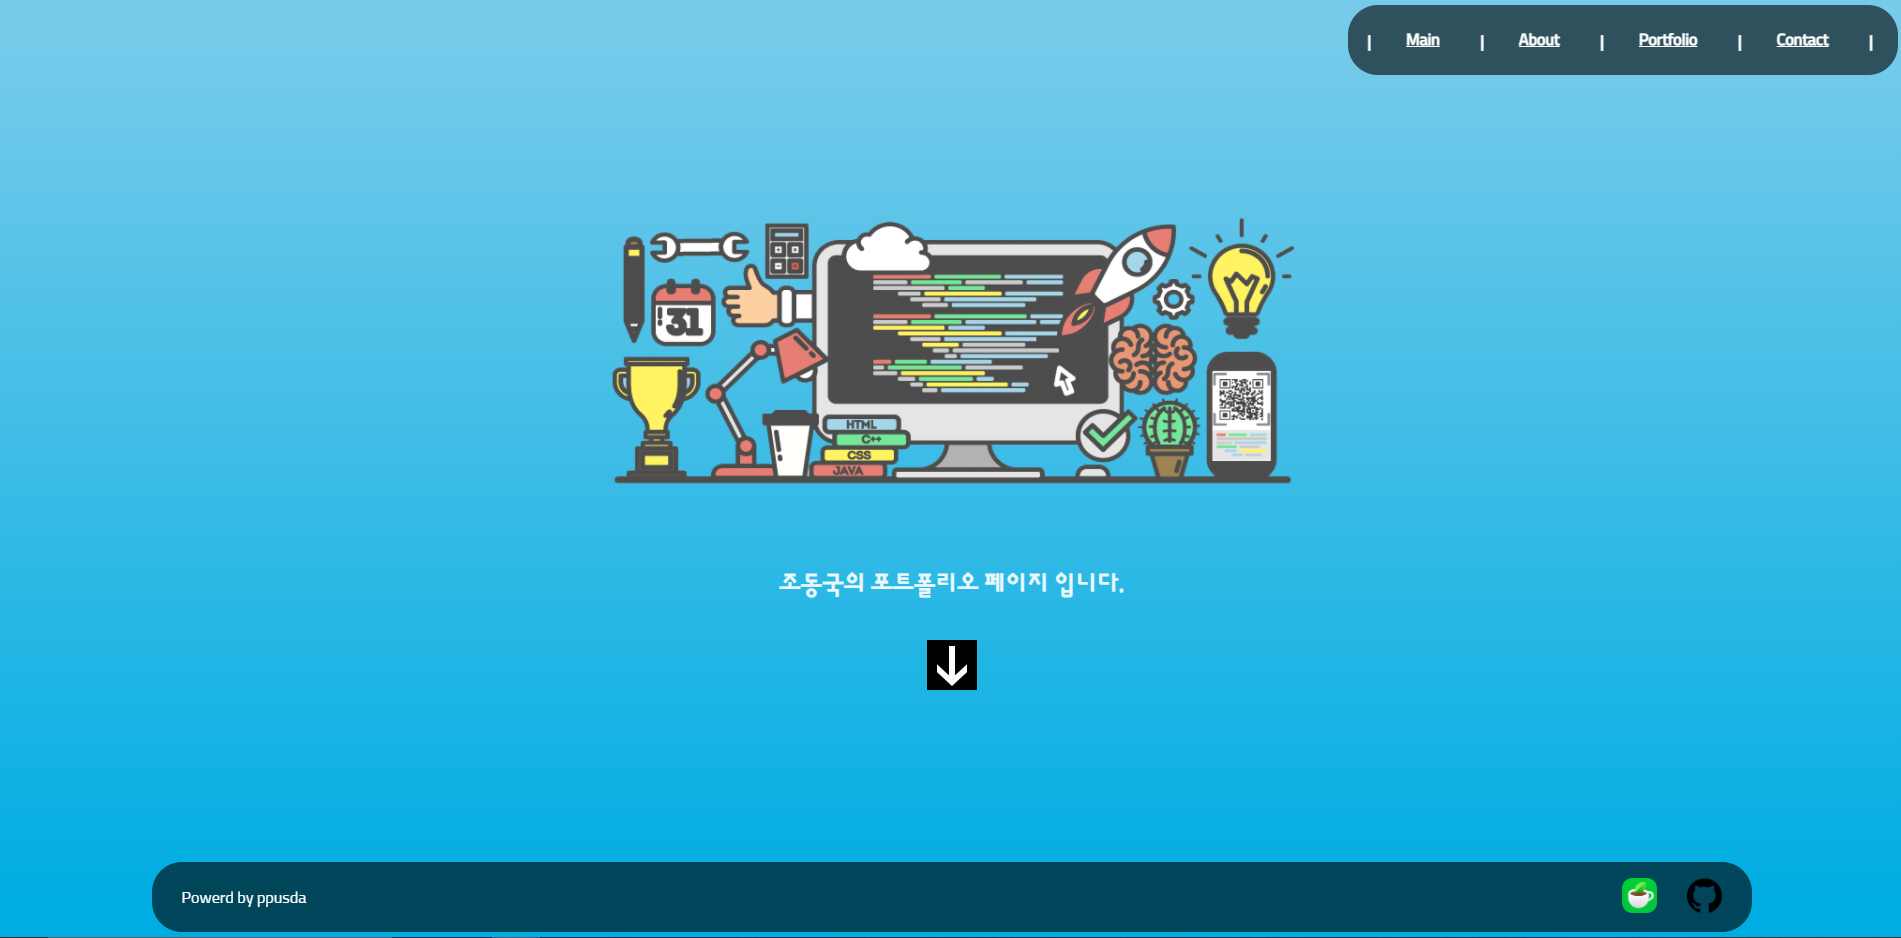 | Main | About | Portfolio | Contact |
31
HTML
C++
CSS
JAVA
조동국의 포트폴리오 페이지 입니다.
Powerd by ppusda